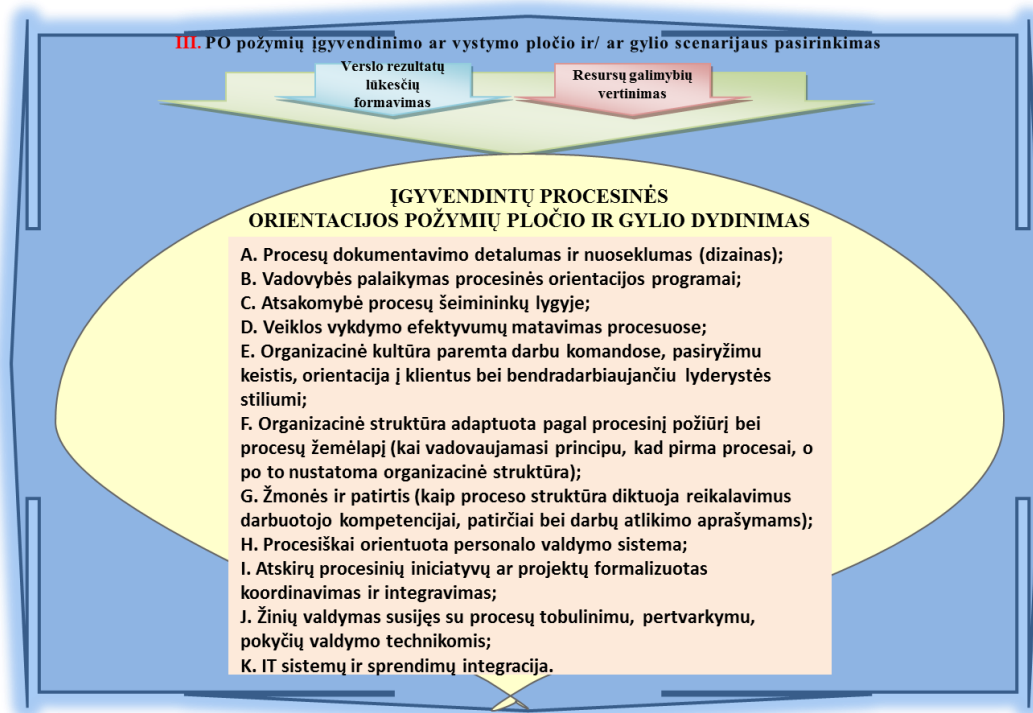 III. PO požymių įgyvendinimo ar vystymo pločio ir/ ar gylio scenarijaus pasirinkimas
Verslo rezultatų
lūkesčių
formavimas
Resursų galimybių
vertinimas
ĮGYVENDINTŲ PROCESINĖS
ORIENTACIJOS POŽYMIŲ PLOČIO IR GYLIO DYDINIMAS
A. Procesų dokumentavimo detalumas ir nuoseklumas (dizainas);
B. Vadovybės palaikymas procesinės orientacijos programai;
C. Atsakomybė procesų šeimininkų lygyje;
D. Veiklos vykdymo efektyvumų matavimas procesuose;
E. Organizacinė kultūra paremta darbu komandose, pasiryžimu
keistis, orientacija į klientus bei bendradarbiaujančiu lyderystės
stiliumi;
F. Organizacinė struktūra adaptuota pagal procesinį požiūrį bei
procesų žemėlapį (kai vadovaujamasi principu, kad pirma procesai, o
po to nustatoma organizacinė struktūra);
G. Žmonės ir patirtis (kaip proceso struktūra diktuoja reikalavimus
darbuotojo kompetencijai, patirčiai bei darbų atlikimo aprašymams);
H. Procesiškai orientuota personalo valdymo sistema;
I. Atskirų procesinių iniciatyvų ar projektų formalizuotas
koordinavimas ir integravimas;
J. Žinių valdymas susijęs su procesų tobulinimu, pertvarkymu,
pokyčių valdymo technikomis;
K. IT sistemų ir sprendimų integracija.